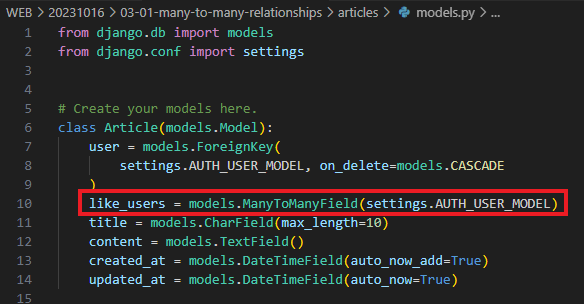 WEB > 20231016 > 03-01-many-to-many-relationships > articles > models.py > ...
1 from django.db import models
2 from django.conf import settings
3
4
5 # Create your models here.
6 class Article(models.Model):
7 user = models.ForeignKey(
8 settings.AUTH_USER_MODEL, on_delete=models.CASCADE
9 )
10 like_users = models.ManyToManyField(settings.AUTH_USER_MODEL)
11 title = models.CharField(max_length=10)
12 content = models.TextField()
13 created_at = models.DateTimeField(auto_now_add=True)
14 updated_at = models.DateTimeField(auto_now=True)
15